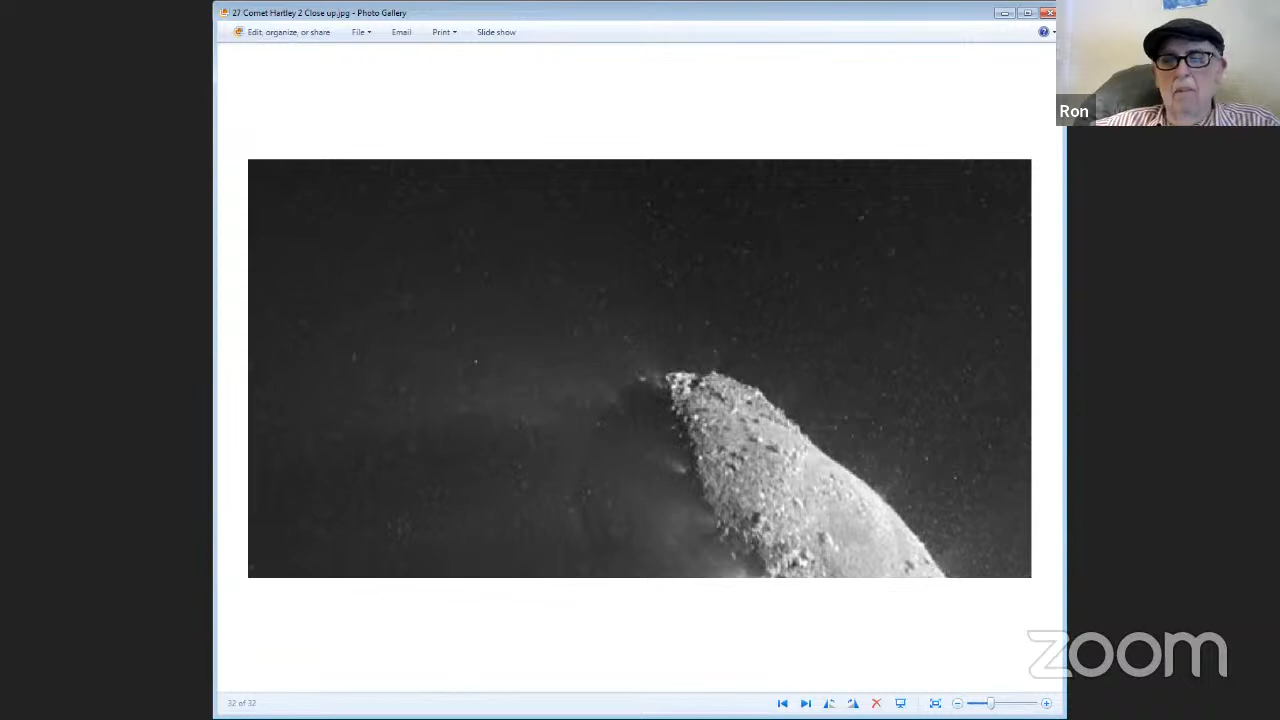 27 Comet Hartley 2 Close up.jpg - Photo Gallery
Edit, organize, or share File Email Print Slide show
Ron
zoom
32 of 32